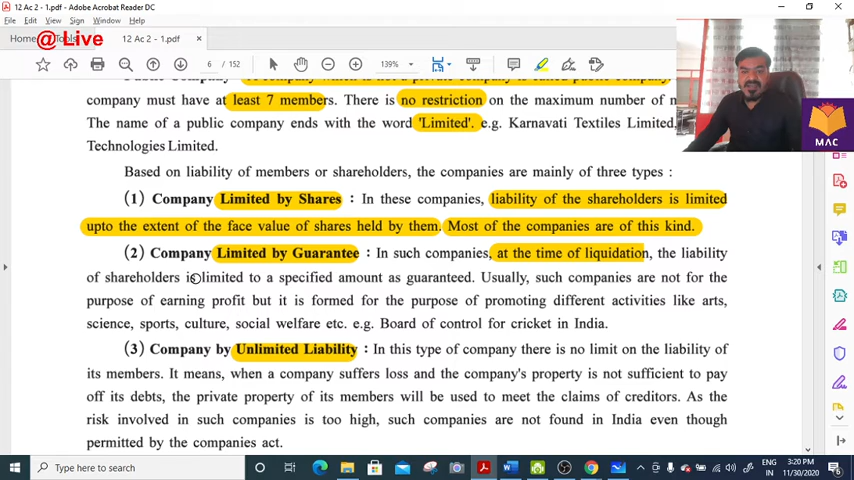 12 Ac 2 - 1.pdf - Adobe Acrobat Reader DC
File Edit View Sign Window Help
Home Tools 12 Ac 2 - 1.pdf ×
@ Live
6 / 152 139%
company must have at least 7 members. There is no restriction on the maximum number of
The name of a public company ends with the word 'Limited'. e.g. Karnavati Textiles Limited,
Technologies Limited.
Based on liability of members or shareholders, the companies are mainly of three types :
(1) Company Limited by Shares : In these companies, liability of the shareholders is limited
upto the extent of the face value of shares held by them. Most of the companies are of this kind.
(2) Company Limited by Guarantee : In such companies, at the time of liquidation, the liability
of shareholders is limited to a specified amount as guaranteed. Usually, such companies are not for the
purpose of earning profit but it is formed for the purpose of promoting different activities like arts,
science, sports, culture, social welfare etc. e.g. Board of control for cricket in India.
(3) Company by Unlimited Liability : In this type of company there is no limit on the liability of
its members. It means, when a company suffers loss and the company's property is not sufficient to pay
off its debts, the private property of its members will be used to meet the claims of creditors. As the
risk involved in such companies is too high, such companies are not found in India even though
permitted by the companies act.
MAC
Type here to search
ENG
IN
3:20 PM
11/30/2020
6